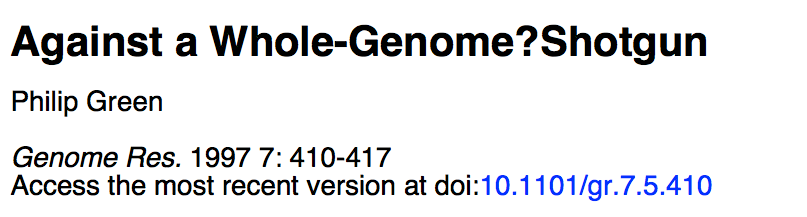 Against a Whole-Genome?Shotgun
Philip Green
Genome Res. 1997 7: 410-417
Access the most recent version at doi:10.1101/gr.7.5.410